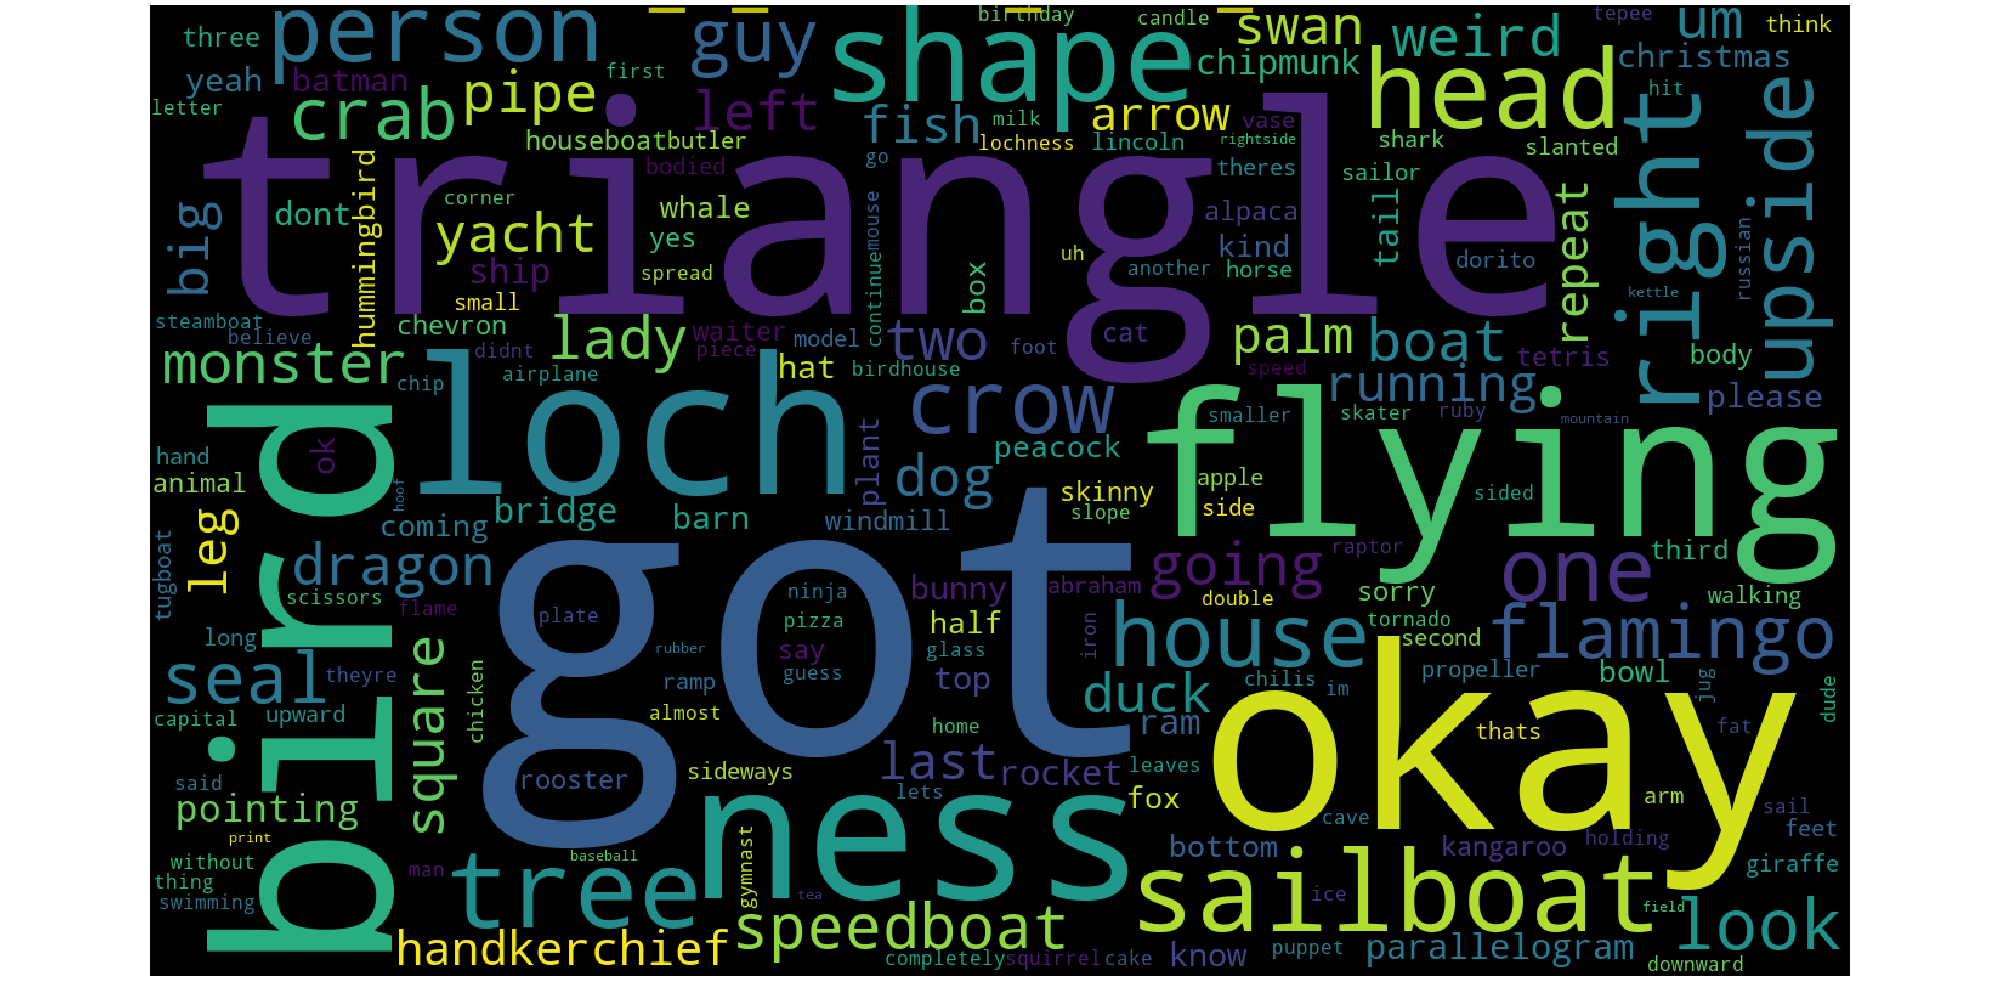 birthday candle tepee
three person guy shape swan weird um think
yeah batman first chipmunk christmas
letter crab pipe left fish milk arrow vase head hit right upside
houseboat butler lochness lincoln rightside shark slanted
triangle
hummingbird bodied go theres sailor
big dont corner yacht whale alpaca tail repeat
yes kind russian
ship spread continue mouse box uh another horse dorito
small kettle
steamboat believe chevron lady waiter model two foot cat palm boat tetris body
monster didnt piece speed
chip airplane hat birdhouse running please
bird loch crow smaller skater ruby mountain
flying
hand ok plant peacock
animal hoof dog skinny apple sided
leg bridge barn windmill slope side
coming
tugboat dragon got going raptor one third
scissors flame plate ninja bunny abraham double sorry walking
long square pizza half iron house tornado flamingo
seal theyre rubber say glass second
chicken ramp guess top chilis im propeller bowl jug dude
capital upward almost home duck ram okay thats fat
said rooster sideways last rocket leaves
pointing lets fox arm sail
print ness cave feet
without baseball bottom kangaroo holding giraffe
thing man tree gymnast tea sailboat ice
swimming field
handkerchief speedboat look
completely squirrel cake know puppet parallelogram downward